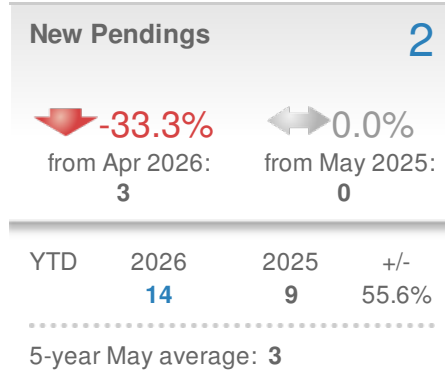 New Pendings 2
-33.3% 0.0%
from Apr 2026: from May 2025:
3 0
YTD 2026 2025 +/-
14 9 55.6%
5-year May average: 3